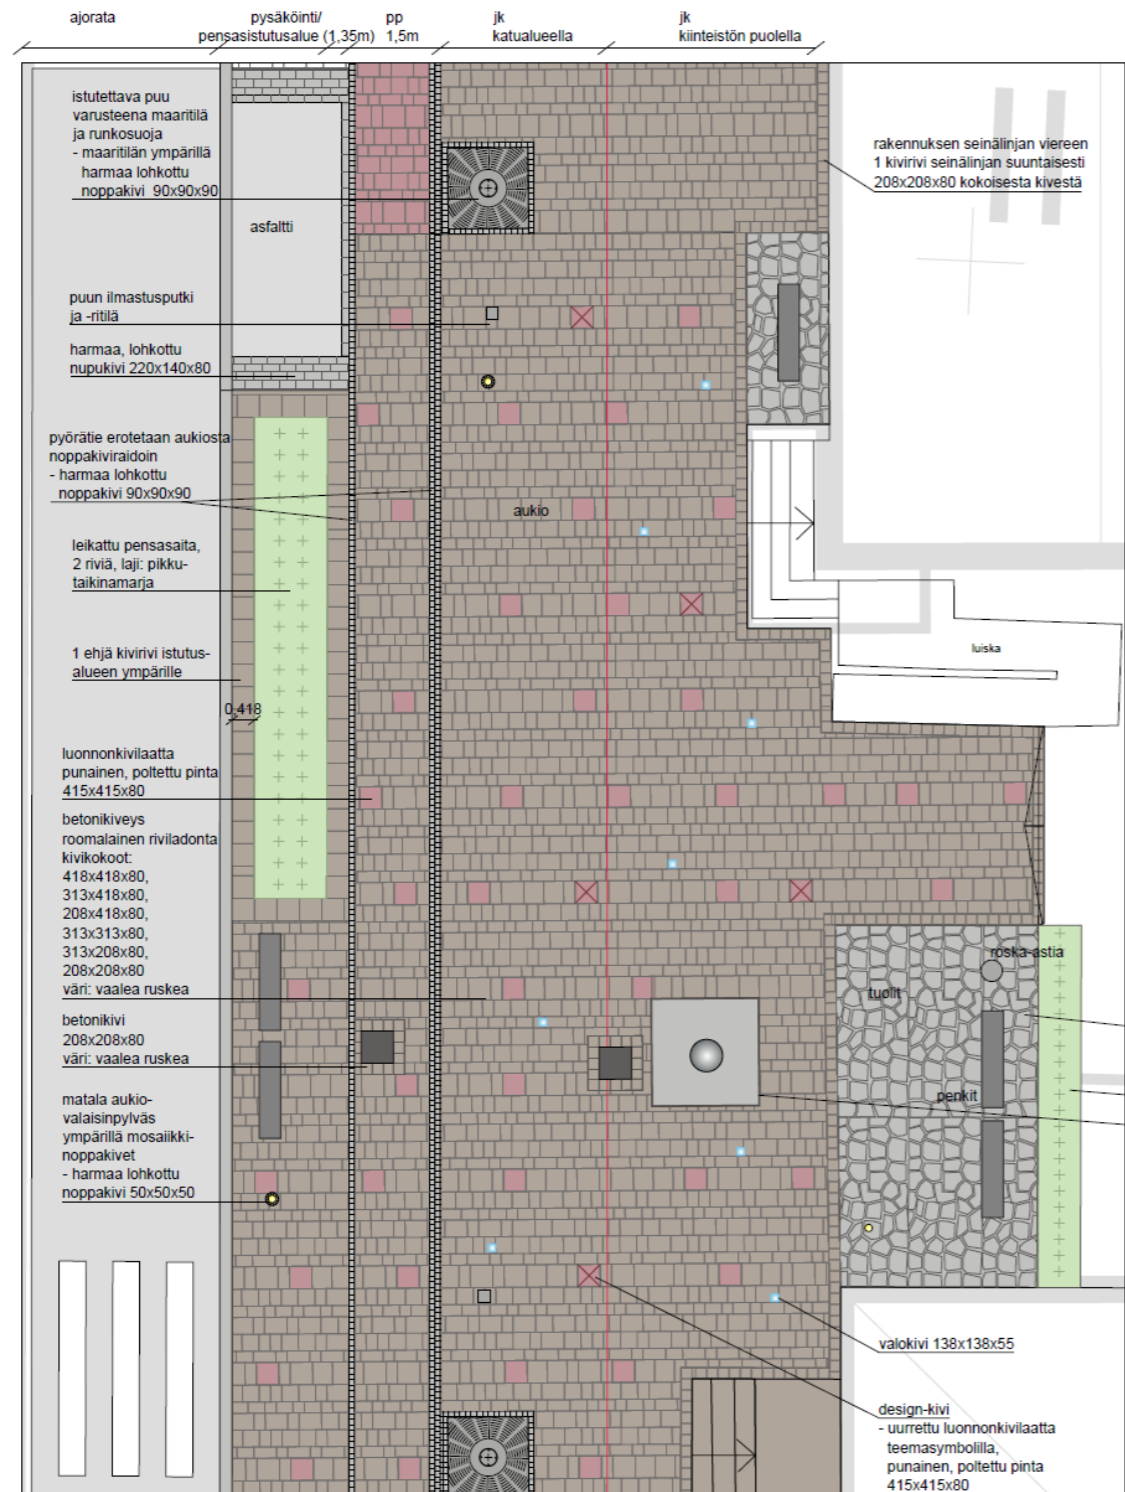 ajorata
pysäköinti/
pensasistutusalue (1,35m)
pp
1,5m
jk
katualueella
jk
kiinteistön puolella
istutettava puu
varusteena maaritilä
ja runkosuoja
- maaritilän ympärillä
harmaa lohkottu
noppakivi 90x90x90
rakennuksen seinälinjan viereen
1 kivirivi seinälinjan suuntaisesti
208x208x80 kokoisesta kivestä
asfaltti
puun ilmastusputki
ja -ritilä
harmaa, lohkottu
nupukivi 220x140x80
pyörätie erotetaan aukiosta
noppakiviraidoin
- harmaa lohkottu
noppakivi 90x90x90
aukio
leikattu pensasaita,
2 riviä, laji: pikku-
taikinamarja
1 ehjä kivirivi istutus-
alueen ympärille
luiska
0,418
luonnonkivilaatta
punainen, poltettu pinta
415x415x80
betonikiveys
roomalainen riviladonta
kivikokoot:
418x418x80,
313x418x80,
208x418x80,
313x313x80,
313x208x80,
208x208x80
väri: vaalea ruskea
roska-astia
tuolit
betonikivi
208x208x80
väri: vaalea ruskea
penkit
matala aukio-
valaisinpylväs
ympärillä mosaiikki-
noppakivet
- harmaa lohkottu
noppakivi 50x50x50
valokivi 138x138x55
design-kivi
- uurrettu luonnonkivilaatta
teemasymbolilla,
punainen, poltettu pinta
415x415x80